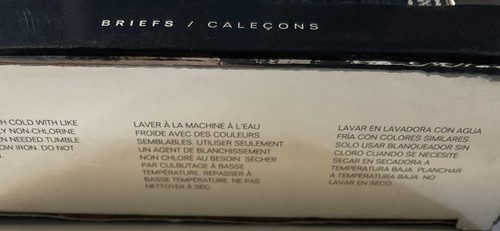 BRIEFS / CALEÇONS
H COLD WITH LIKE
LY NON-CHLORINE
EN NEEDED.TUMBLE
OW IRON. DO NOT
LAVER À LA MACHINE À L'EAU
FROIDE AVEC DES COULEURS
SEMBLABLES. UTILISER SEULEMENT
UN AGENT DE BLANCHISSEMENT
NON CHLORÉ AU BESOIN. SÉCHER
PAR CULBUTAGE À BASSE
TEMPÉRATURE. REPASSER À
BASSE TEMPÉRATURE. NE PAS
NETTOYER À SEC.
LAVAR EN LAVADORA CON AGUA
FRÍA CON COLORES SIMILARES.
SOLO USAR BLANQUEADOR SIN
CLORO CUANDO SE NECESITE.
SECAR EN SECADORA A
TEMPERATURA BAJA. PLANCHAR
A TEMPERATURA BAJA. NO
LAVAR EN SECO.